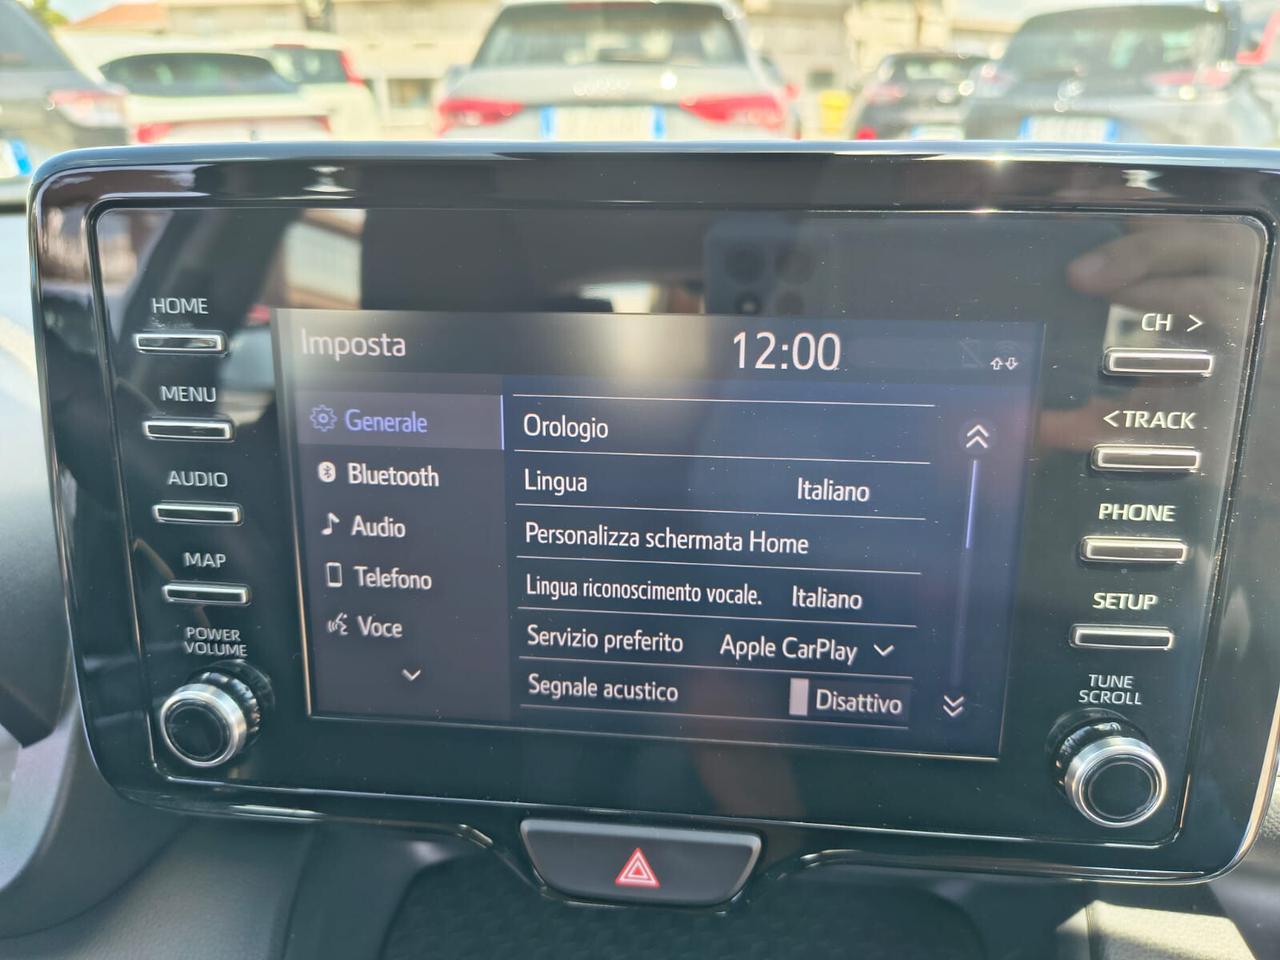 HOME
MENU
AUDIO
MAP
POWER
VOLUME
Imposta
12:00
Generale
Bluetooth
Audio
Telefono
Voce
Orologio
Lingua Italiano
Personalizza schermata Home
Lingua riconoscimento vocale. Italiano
Servizio preferito Apple CarPlay
Segnale acustico Disattivo
CH >
<TRACK
PHONE
SETUP
TUNE
SCROLL